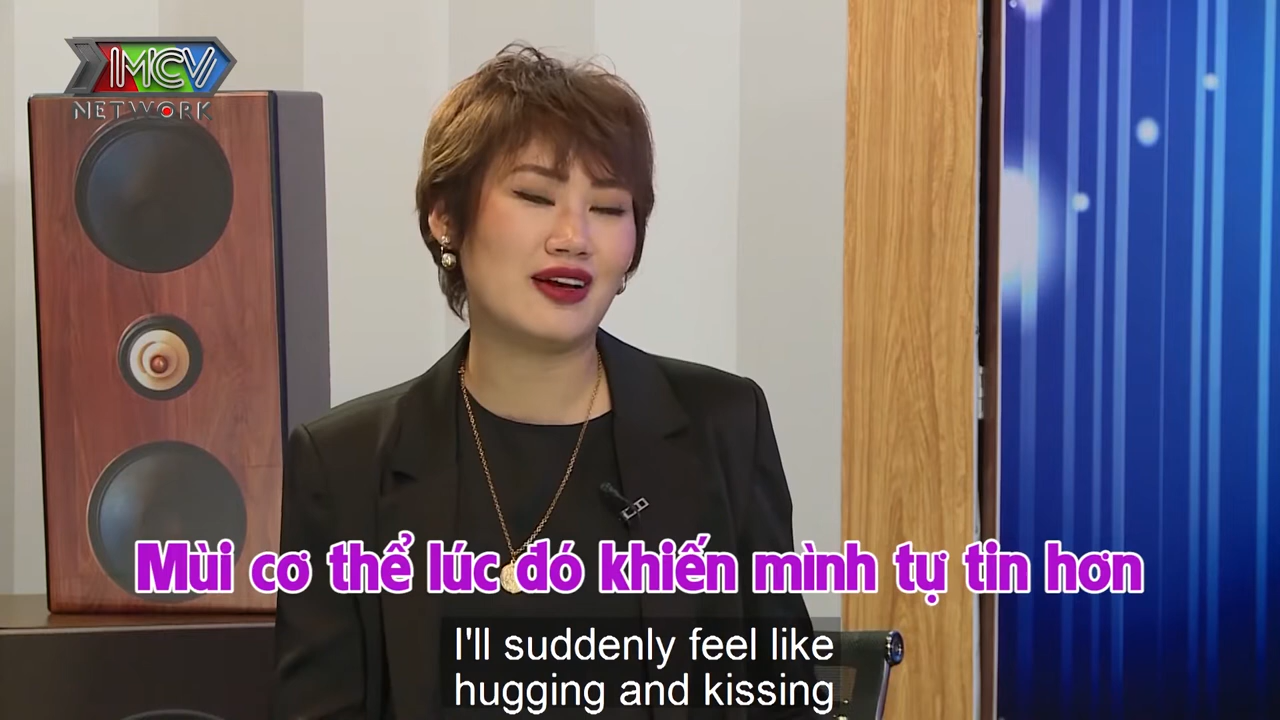 MCV
NETWORK
Mùi cơ thể lúc đó khiến mình tự tin hơn
I'll suddenly feel like
hugging and kissing